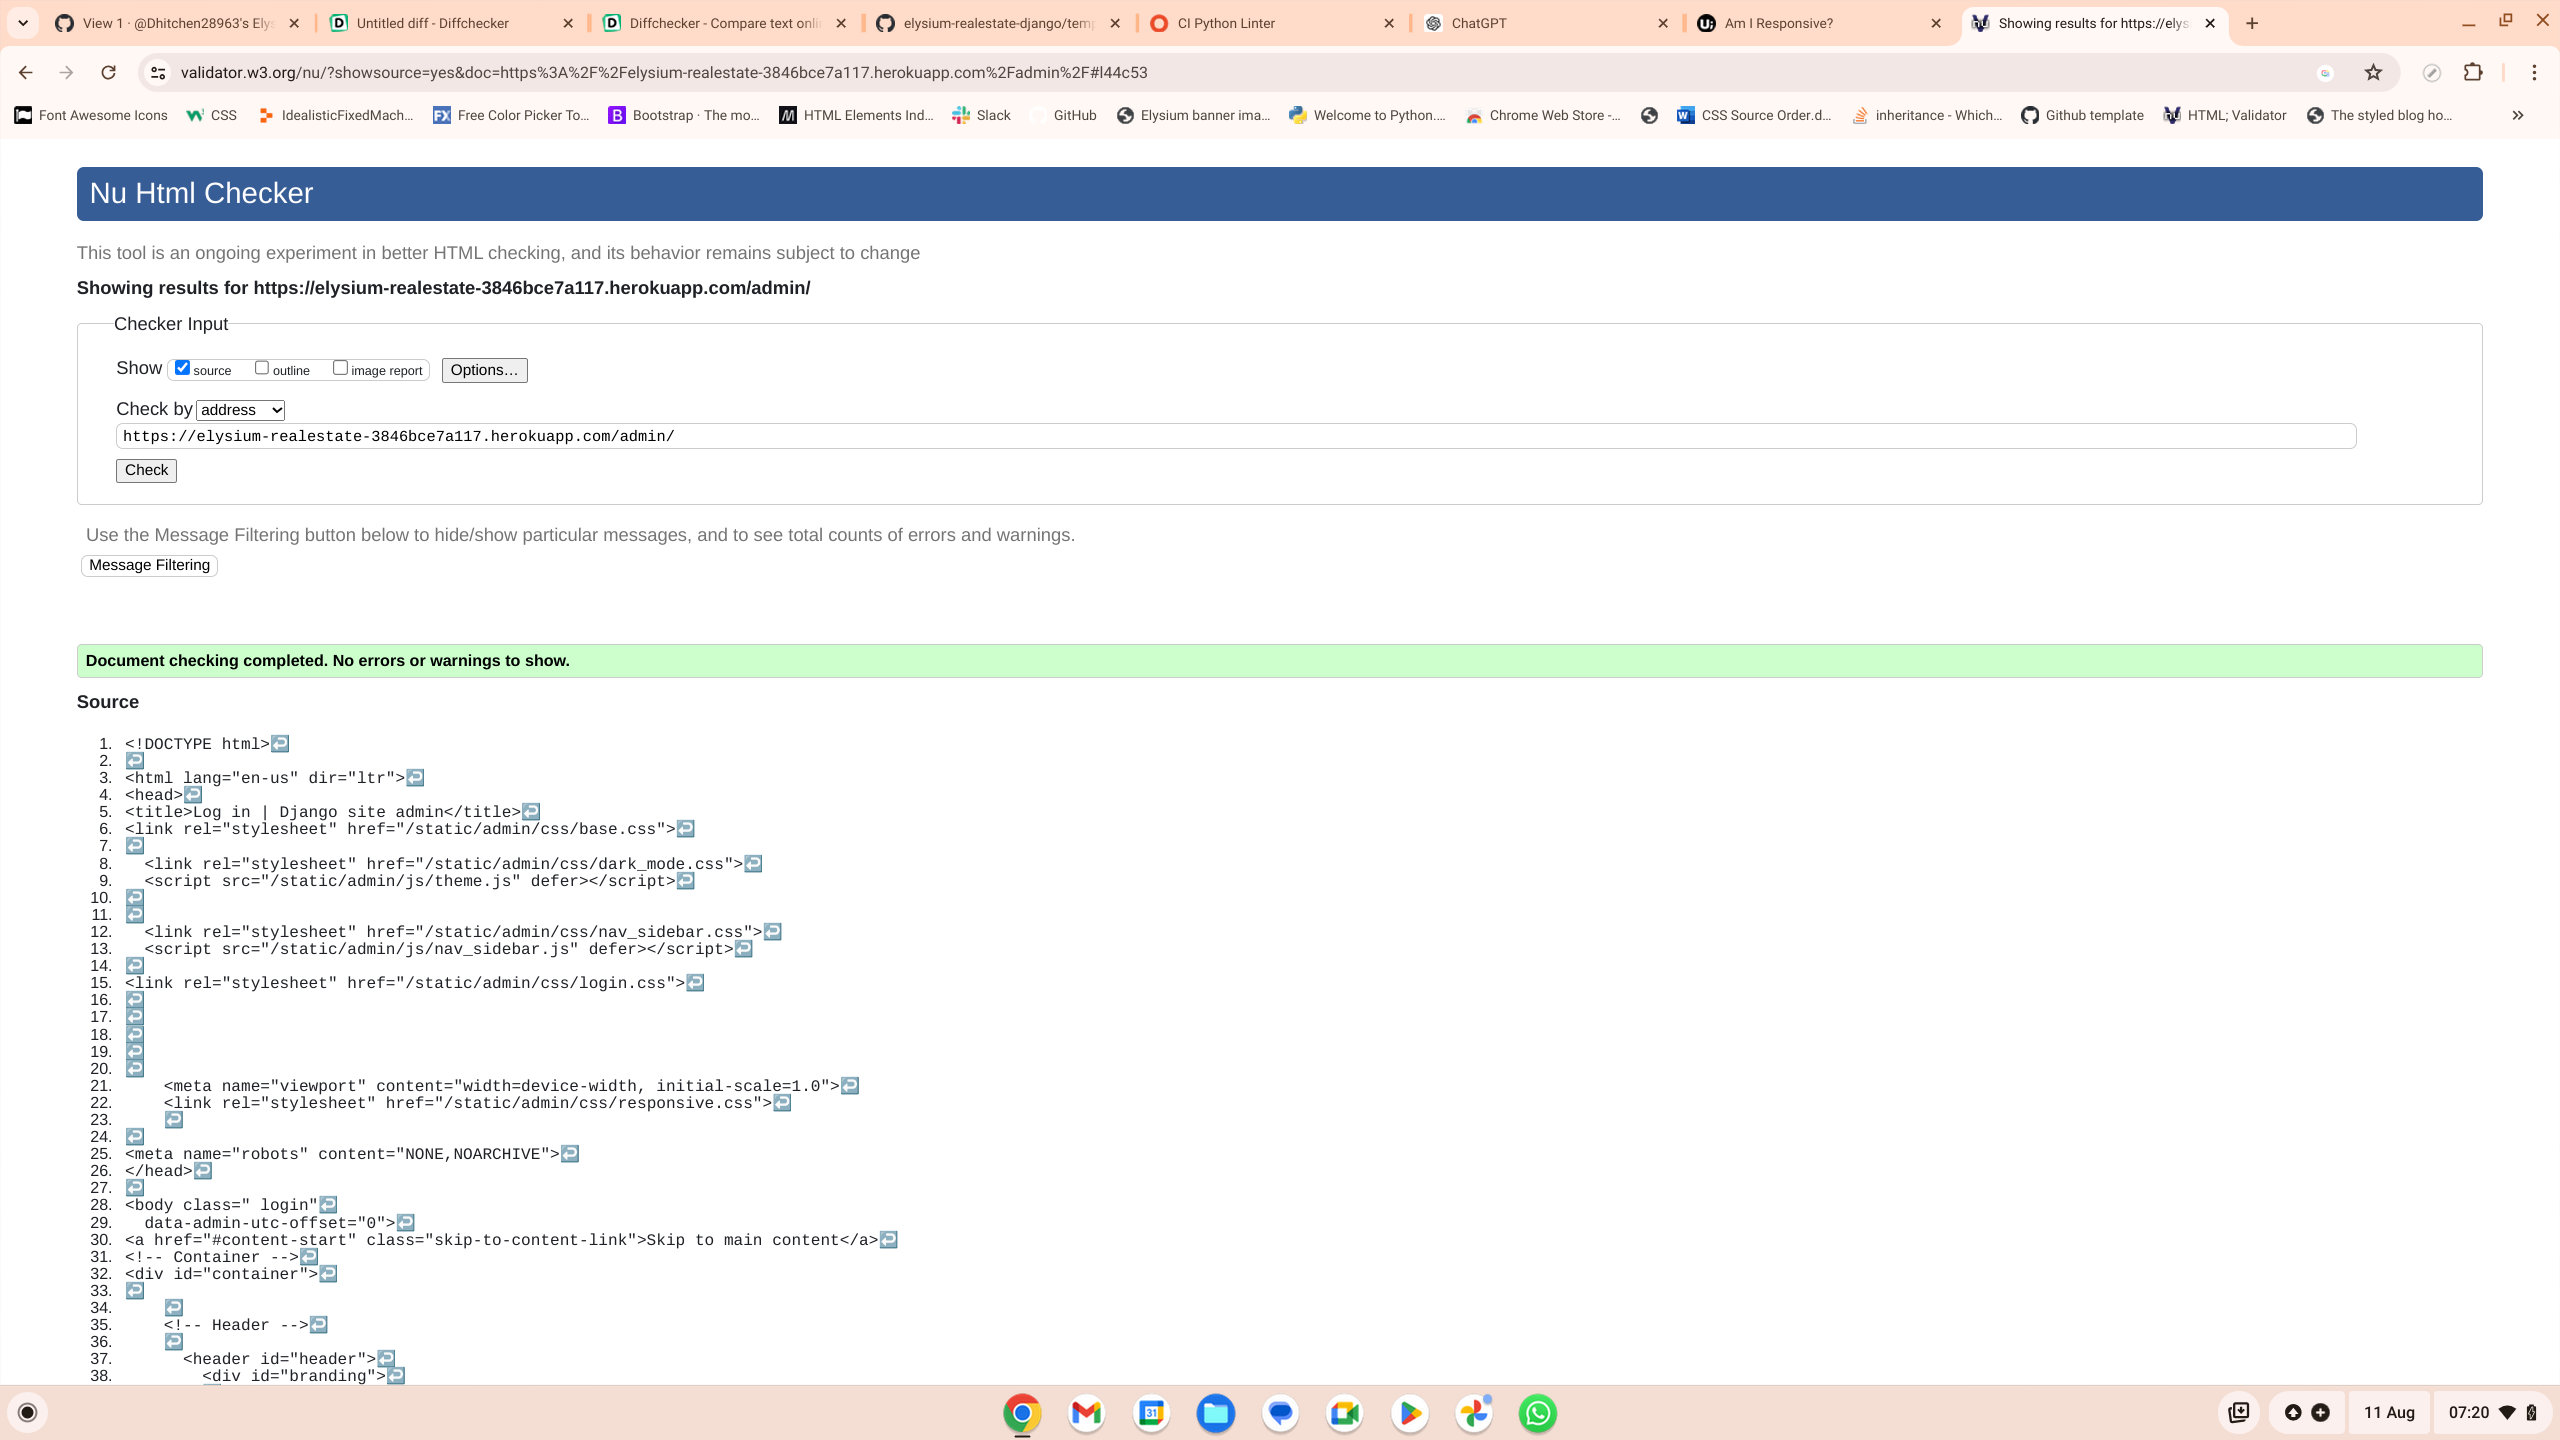 View 1 · @Dhitchen28963's Elys
Untitled diff - Diffchecker
Diffchecker - Compare text onli
elysium-realestate-django/temp
CI Python Linter
ChatGPT
Am I Responsive?
Showing results for https://elys
validator.w3.org/nu/?showsource=yes&doc=https%3A%2F%2Felysium-realestate-3846bce7a117.herokuapp.com%2Fadmin%2F#l44c53
Font Awesome Icons
CSS
IdealisticFixedMach...
Free Color Picker To...
Bootstrap · The mo...
HTML Elements Ind...
Slack
GitHub
Elysium banner ima...
Welcome to Python....
Chrome Web Store -...
CSS Source Order.d...
inheritance - Which...
Github template
HTML; Validator
The styled blog ho...
Nu Html Checker
This tool is an ongoing experiment in better HTML checking, and its behavior remains subject to change
Showing results for https://elysium-realestate-3846bce7a117.herokuapp.com/admin/
Checker Input
Show source outline image report Options...
Check by address
https://elysium-realestate-3846bce7a117.herokuapp.com/admin/
Check
Use the Message Filtering button below to hide/show particular messages, and to see total counts of errors and warnings.
Message Filtering
Document checking completed. No errors or warnings to show.
Source
1. <!DOCTYPE html>↩
2. ↩
3. <html lang="en-us" dir="ltr">↩
4. <head>↩
5. <title>Log in | Django site admin</title>↩
6. <link rel="stylesheet" href="/static/admin/css/base.css">↩
7. ↩
8. <link rel="stylesheet" href="/static/admin/css/dark_mode.css">↩
9. <script src="/static/admin/js/theme.js" defer></script>↩
10. ↩
11. ↩
12. <link rel="stylesheet" href="/static/admin/css/nav_sidebar.css">↩
13. <script src="/static/admin/js/nav_sidebar.js" defer></script>↩
14. ↩
15. <link rel="stylesheet" href="/static/admin/css/login.css">↩
16. ↩
17. ↩
18. ↩
19. ↩
20. ↩
21. <meta name="viewport" content="width=device-width, initial-scale=1.0">↩
22. <link rel="stylesheet" href="/static/admin/css/responsive.css">↩
23. ↩
24. ↩
25. <meta name="robots" content="NONE,NOARCHIVE">↩
26. </head>↩
27. ↩
28. <body class=" login"↩
29. data-admin-utc-offset="0">↩
30. <a href="#content-start" class="skip-to-content-link">Skip to main content</a>↩
31. <!-- Container -->↩
32. <div id="container">↩
33. ↩
34. ↩
35. <!-- Header -->↩
36. ↩
37. <header id="header">↩
38. <div id="branding">↩
31
11 Aug
07:20